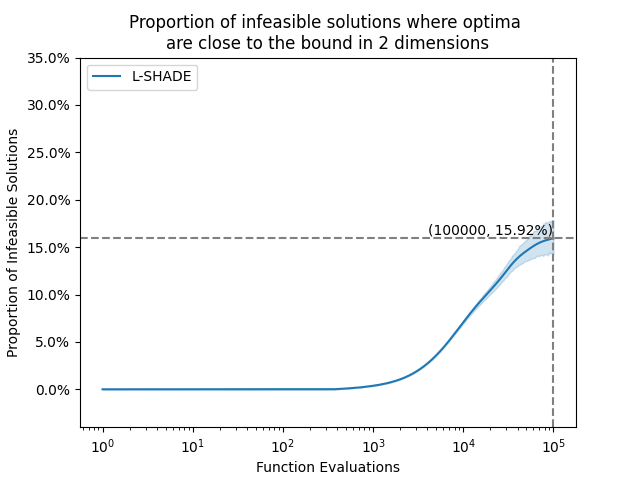 Proportion of infeasible solutions where optima
are close to the bound in 2 dimensions
35.0%
30.0%
25.0%
20.0%
15.0%
10.0%
5.0%
0.0%
Proportion of Infeasible Solutions
L-SHADE
(100000, 15.92%)
10⁰ 10¹ 10² 10³ 10⁴ 10⁵
Function Evaluations